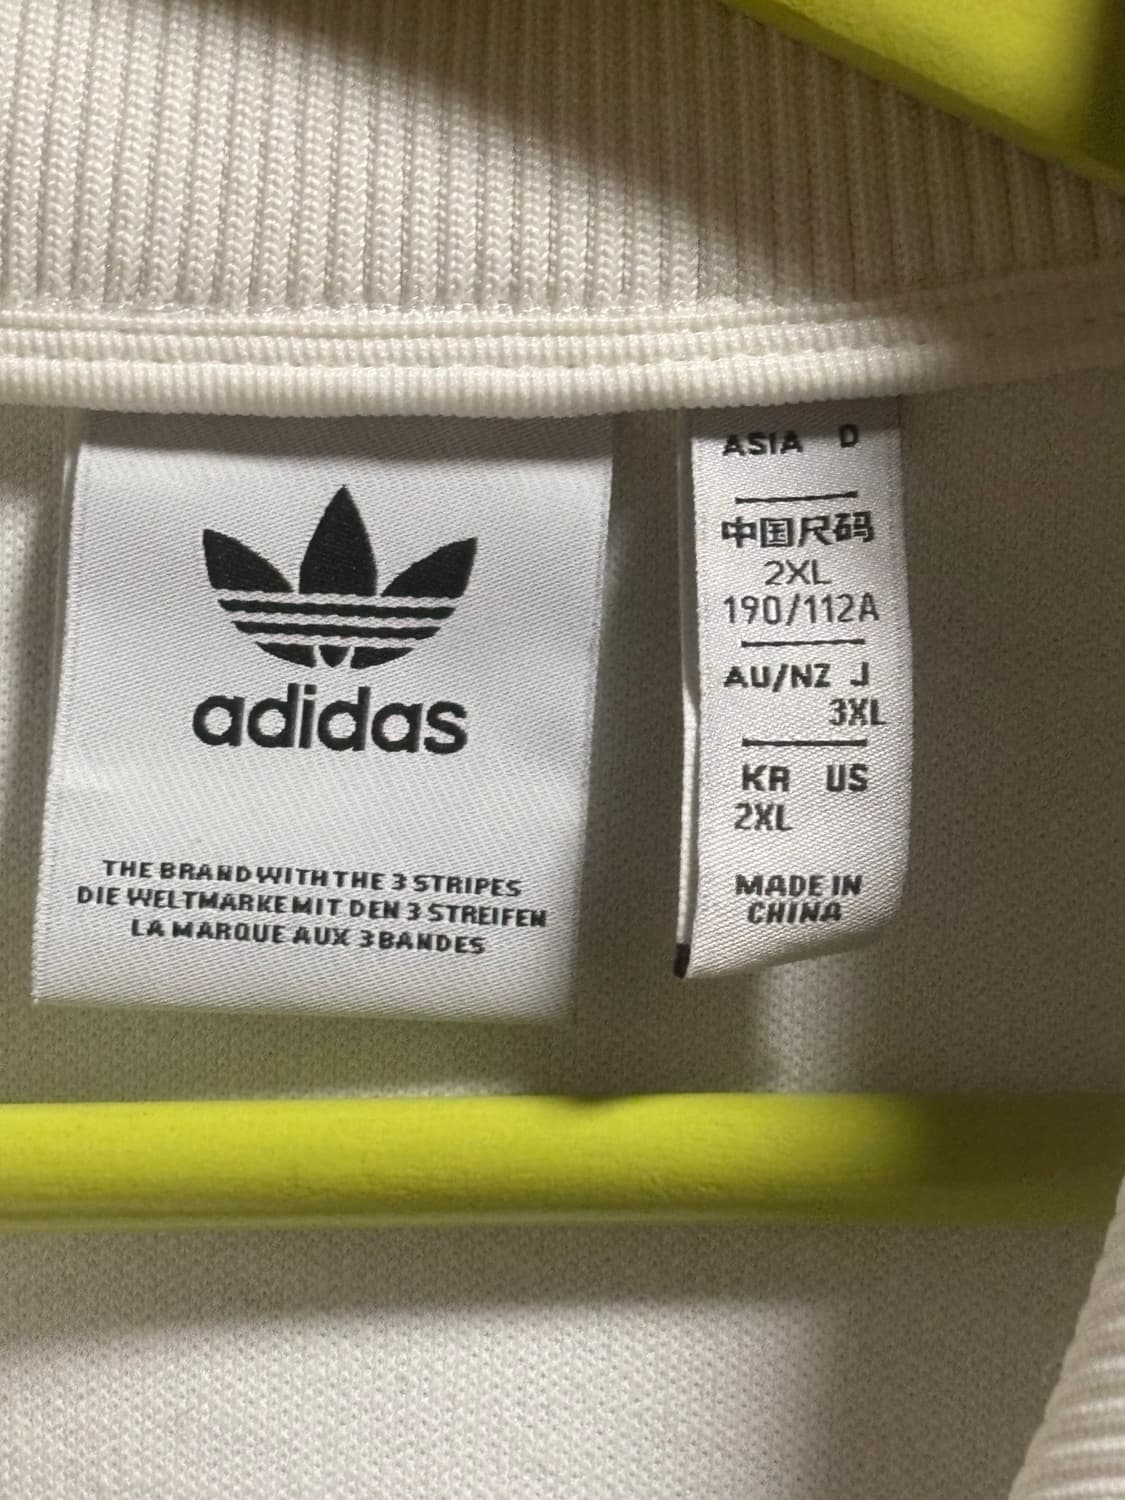 adidas
THE BRAND WITH THE 3 STRIPES
DIE WELTMARKE MIT DEN 3 STREIFEN
LA MARQUE AUX 3 BANDES
ASIA D
中国尺码
2XL
190/112A
AU/NZ J
3XL
KR US
2XL
MADE IN
CHINA